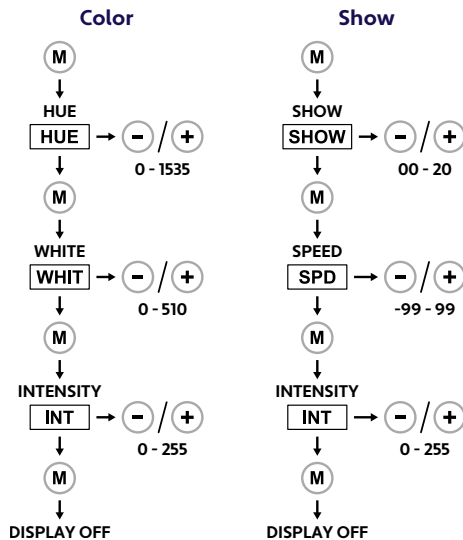 Color
M
HUE
HUE
− / +
0 - 1535
M
WHITE
WHIT
− / +
0 - 510
M
INTENSITY
INT
− / +
0 - 255
M
DISPLAY OFF
Show
M
SHOW
SHOW
− / +
00 - 20
M
SPEED
SPD
− / +
-99 - 99
M
INTENSITY
INT
− / +
0 - 255
M
DISPLAY OFF